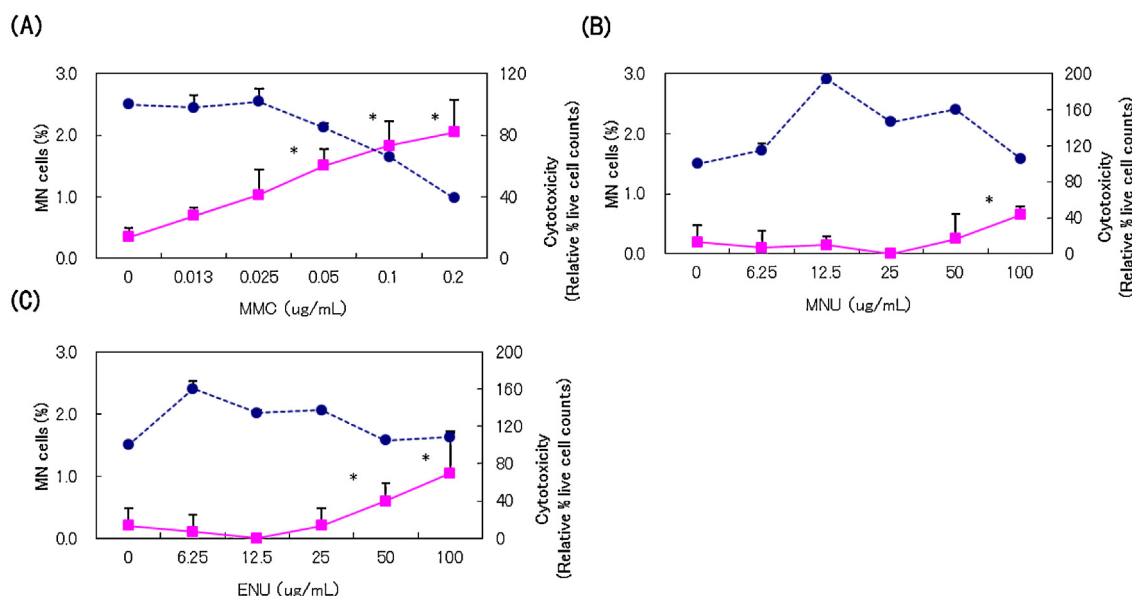 (A)
3.0
2.0
1.0
0.0
MN cells (%)
120
80
40
0
Cytotoxicity
(Relative % live cell counts)
*
*
*
0 0.013 0.025 0.05 0.1 0.2
MMC (ug/mL)
(B)
3.0
2.0
1.0
0.0
MN cells (%)
200
160
120
80
40
0
Cytotoxicity
(Relative % live cell counts)
*
0 6.25 12.5 25 50 100
MNU (ug/mL)
(C)
3.0
2.0
1.0
0.0
MN cells (%)
200
160
120
80
40
0
Cytotoxicity
(Relative % live cell counts)
*
*
0 6.25 12.5 25 50 100
ENU (ug/mL)